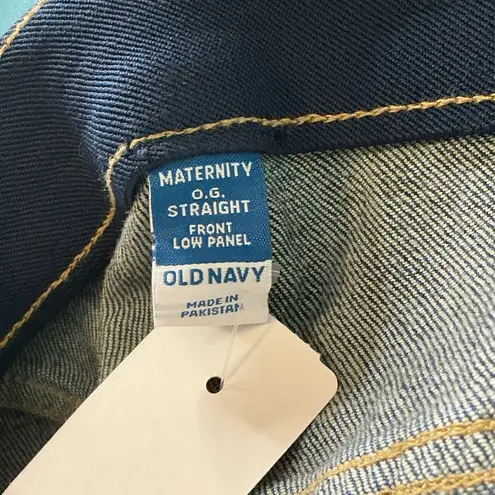 MATERNITY
O.G.
STRAIGHT
FRONT
LOW PANEL
OLD NAVY
MADE IN
PAKISTAN